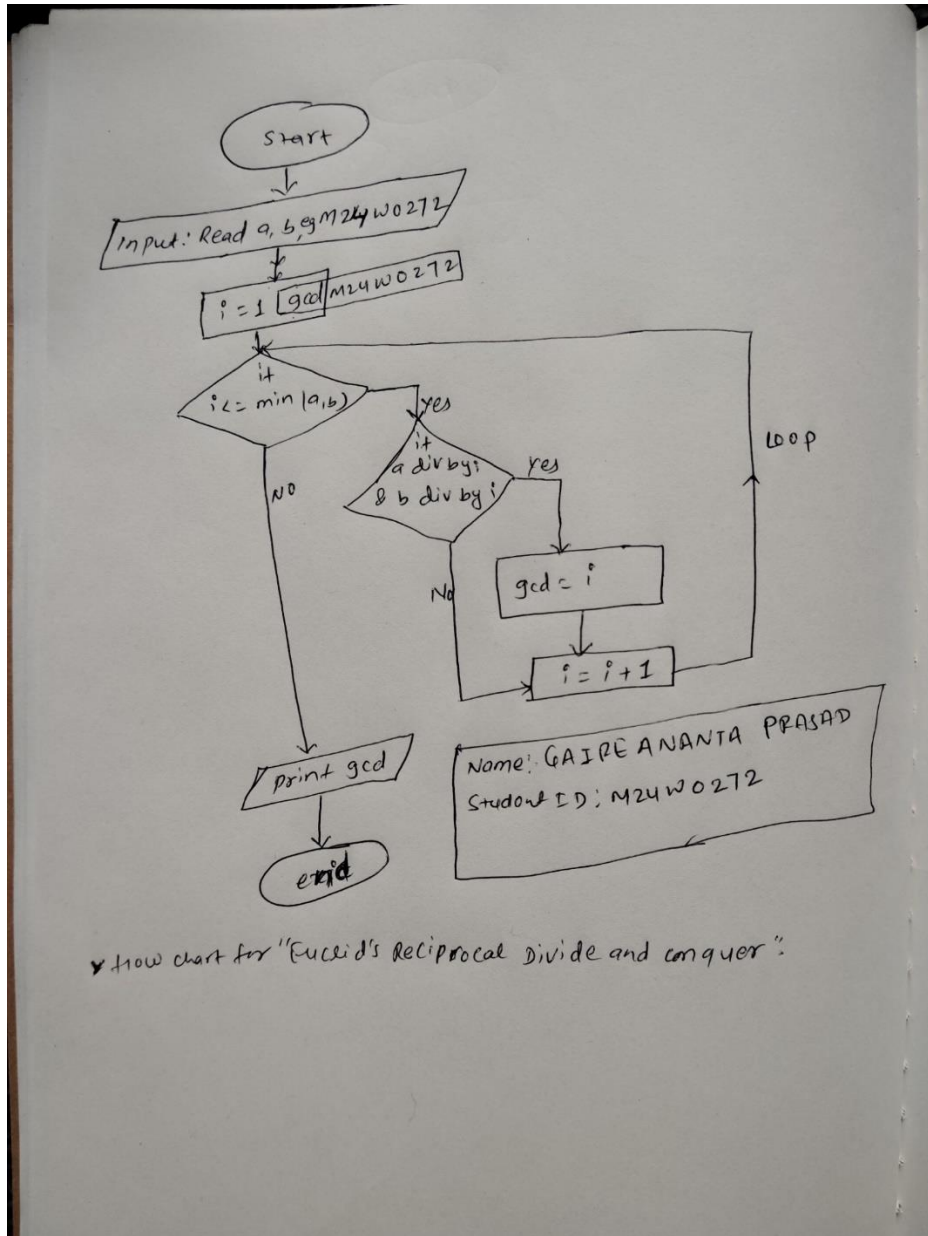 Start
Input: Read a, b, eg M24W0272
i = 1 gcd M24W0272
if
i <= min (a,b)
Yes
if
a div by i
& b div by i
Yes
LOOP
NO
No
gcd = i
i = i + 1
print gcd
end
Name: GAIRE ANANTA PRASAD
Student ID: M24W0272
Flow chart for "Euclid's Reciprocal Divide and conquer":